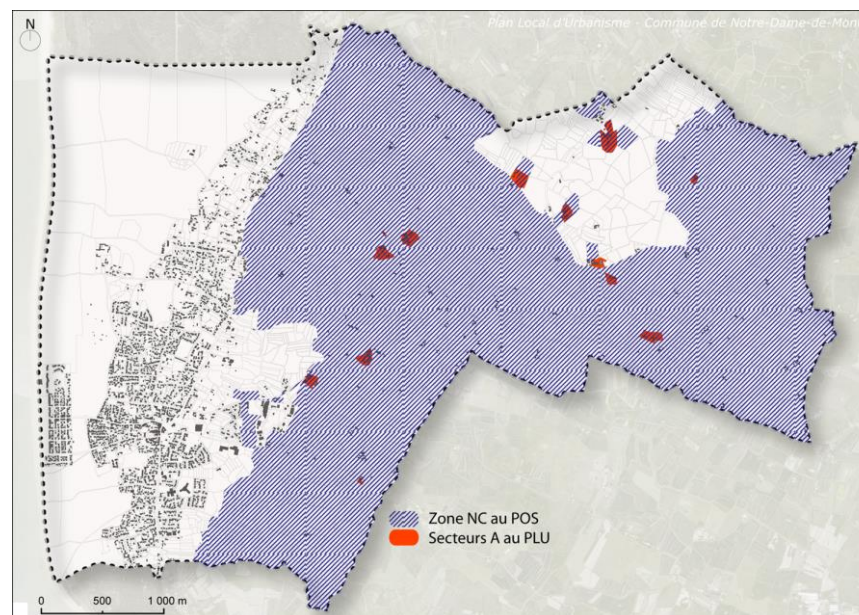 Plan Local d'Urbanisme - Commune de Notre-Dame-de-Mont
N
Zone NC au POS
Secteurs A au PLU
0 500 1 000 m